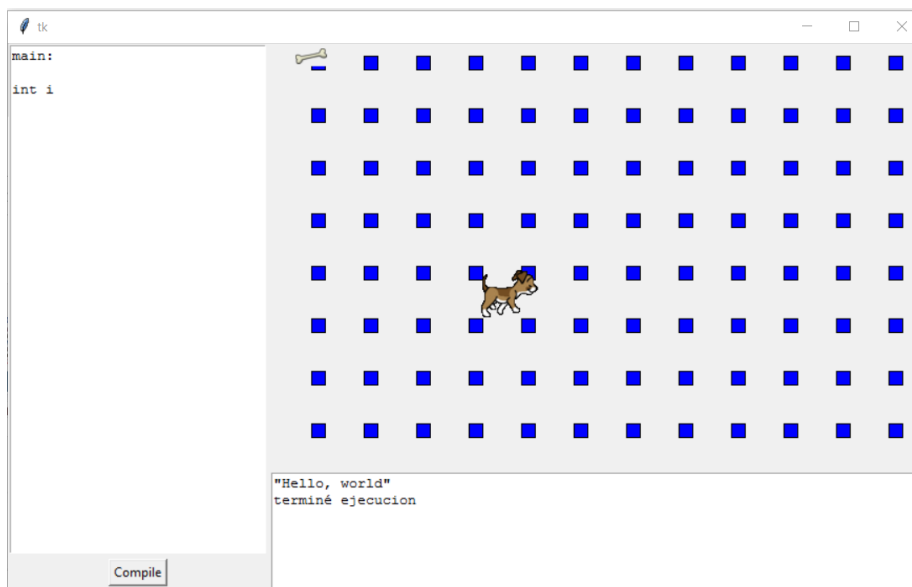 tk
main:
int i
"Hello, world"
terminé ejecucion
Compile